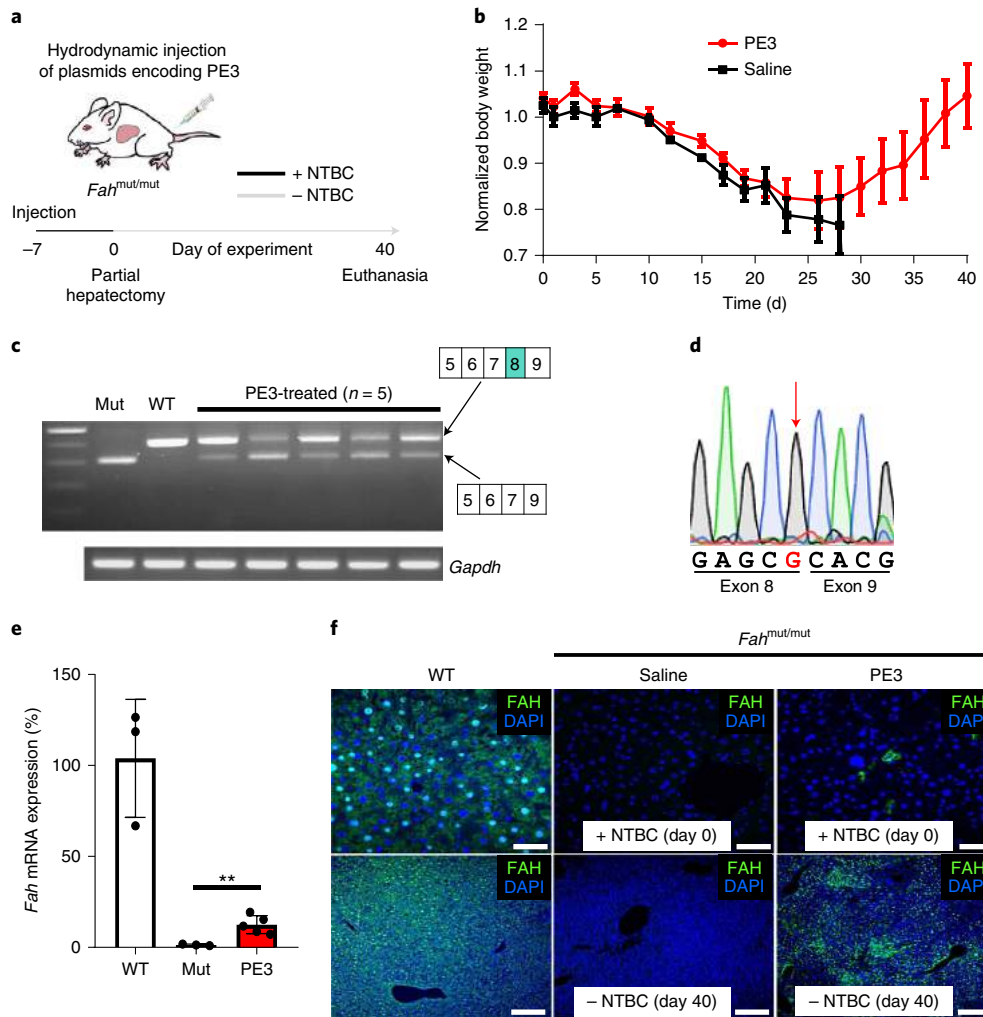 a
Hydrodynamic injection
of plasmids encoding PE3
Fah^mut/mut
+ NTBC
– NTBC
Injection
–7
0
Day of experiment
40
Partial
hepatectomy
Euthanasia
b
Normalized body weight
1.2
1.1
1.0
0.9
0.8
0.7
PE3
Saline
0 5 10 15 20 25 30 35 40
Time (d)
c
Mut
WT
PE3-treated (n = 5)
5 6 7 8 9
5 6 7 9
Gapdh
d
G A G C G C A C G
Exon 8
Exon 9
e
Fah mRNA expression (%)
150
100
50
0
**
WT
Mut
PE3
f
Fah^mut/mut
WT
Saline
PE3
FAH
DAPI
FAH
DAPI
+ NTBC (day 0)
FAH
DAPI
+ NTBC (day 0)
FAH
DAPI
FAH
DAPI
– NTBC (day 40)
FAH
DAPI
– NTBC (day 40)